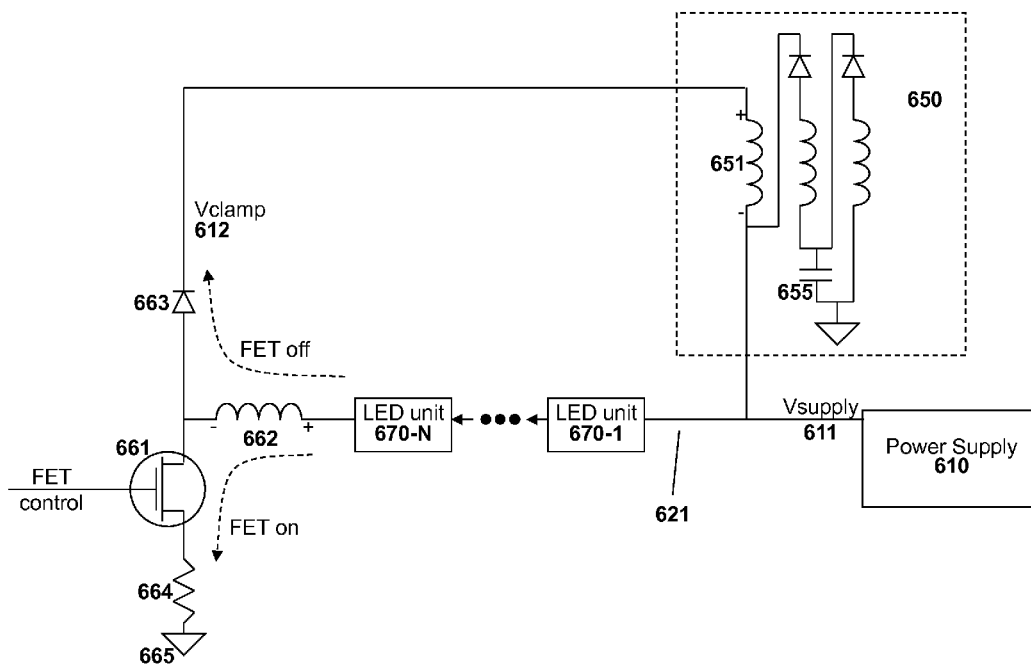 650
+
651
-
Vclamp
612
655
663
FET off
LED unit
670-N
LED unit
670-1
Vsupply
611
Power Supply
610
-
662
+
661
FET
control
621
FET on
664
665